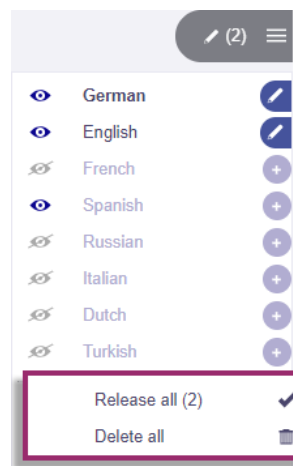 (2)
German
English
French
Spanish
Russian
Italian
Dutch
Turkish
Release all (2)
Delete all